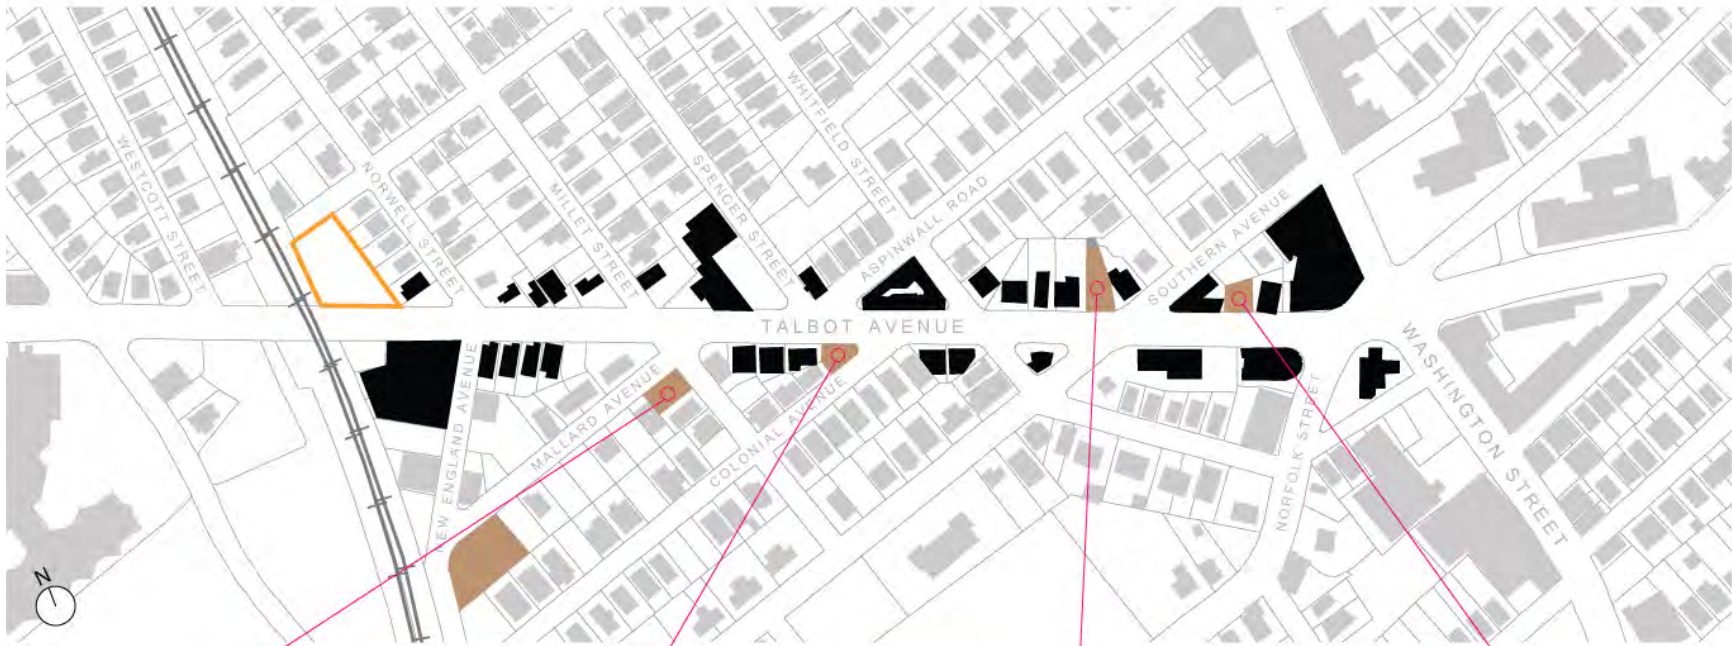 WHITFIELD STREET
WESTCOTT STREET
NORWELL STREET
MILLET STREET
SPENCER STREET
ASPINWALL ROAD
SOUTHERN AVENUE
TALBOT AVENUE
WASHINGTON STREET
NEW ENGLAND AVENUE
MALLARD AVENUE
COLONIAL AVENUE
NORFOLK STREET
N